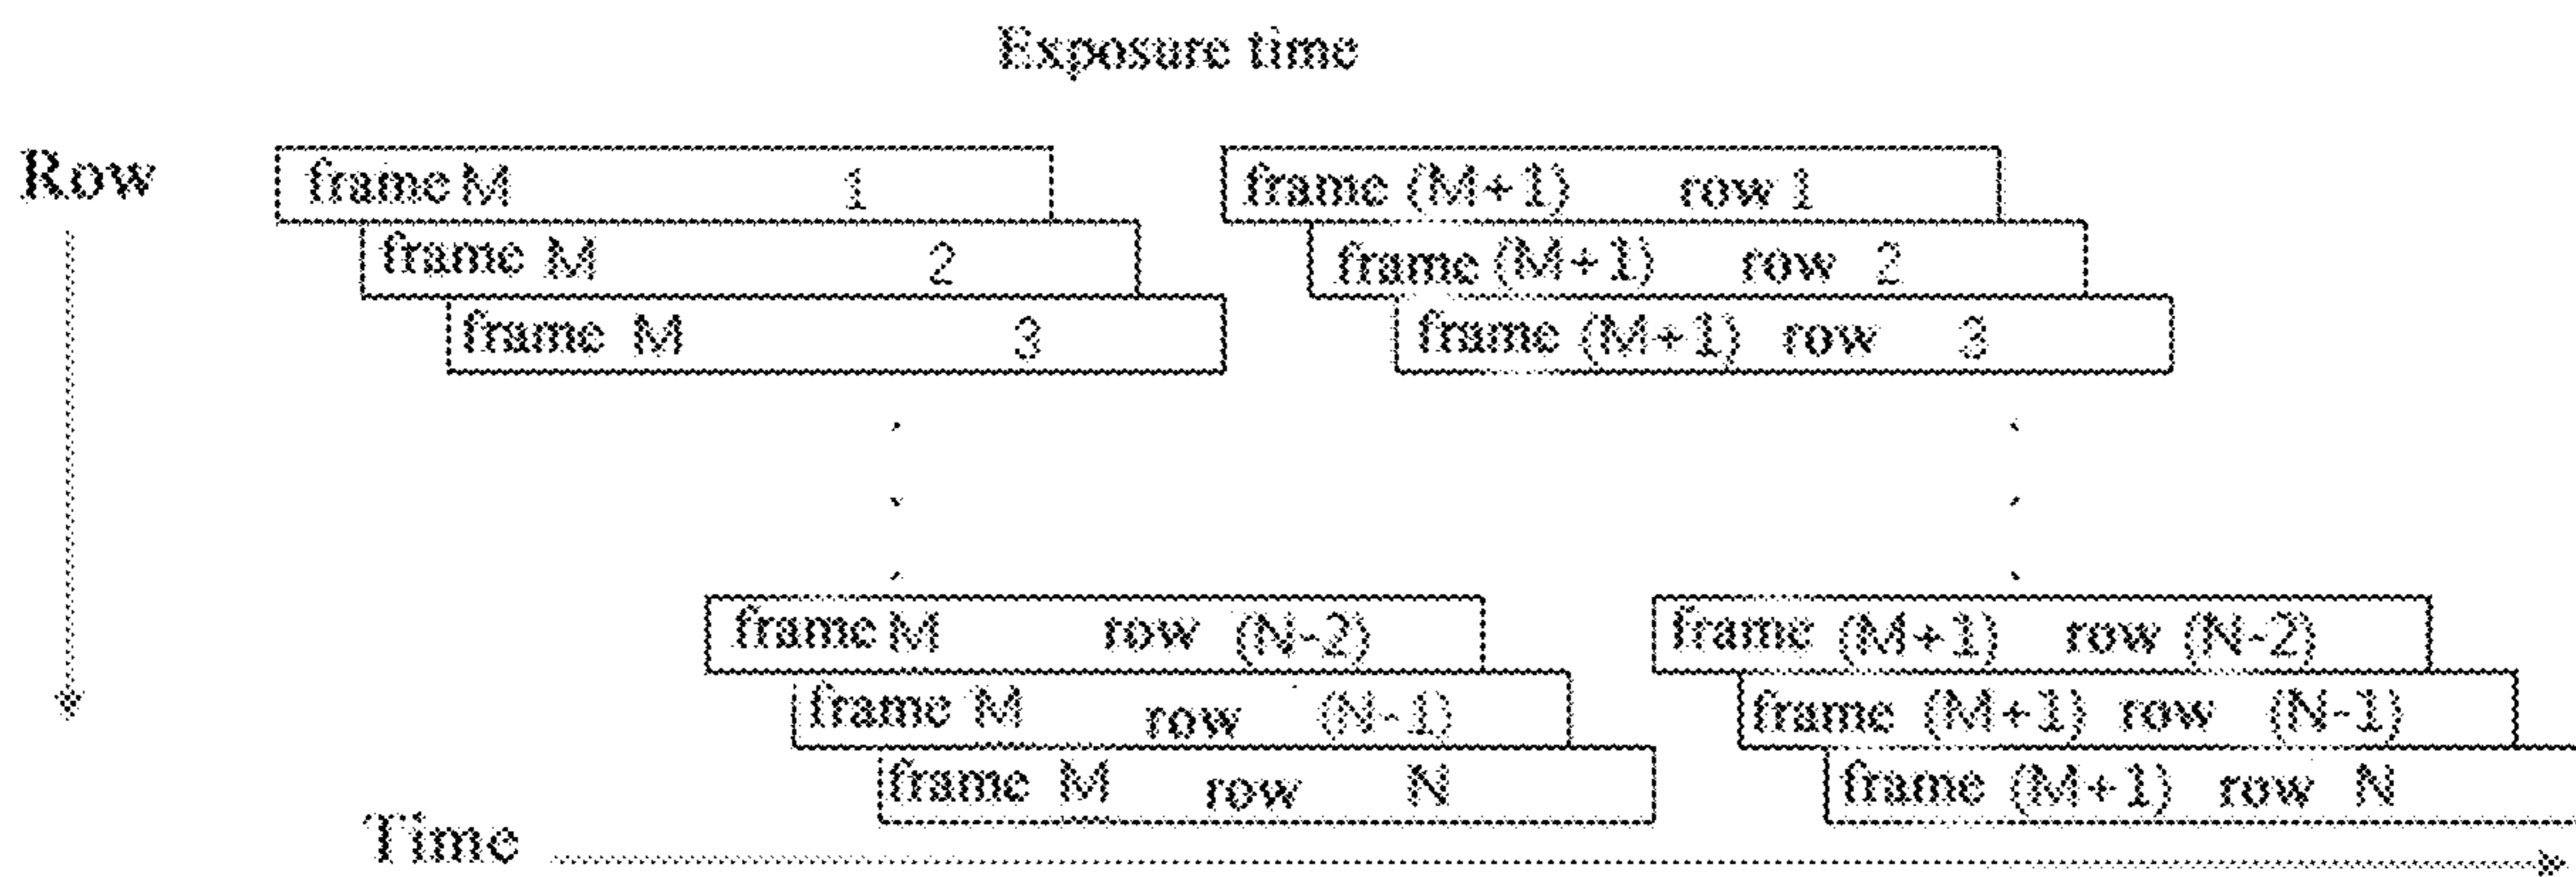 Exposure time
Row
frame M 1
frame (M+1) row 1
frame M 2
frame (M+1) row 2
frame M 3
frame (M+1) row 3
frame M row (N-2)
frame (M+1) row (N-2)
frame M row (N-1)
frame (M+1) row (N-1)
frame M row N
frame (M+1) row N
Time